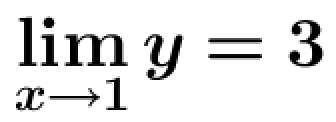 lim y = 3
x→1